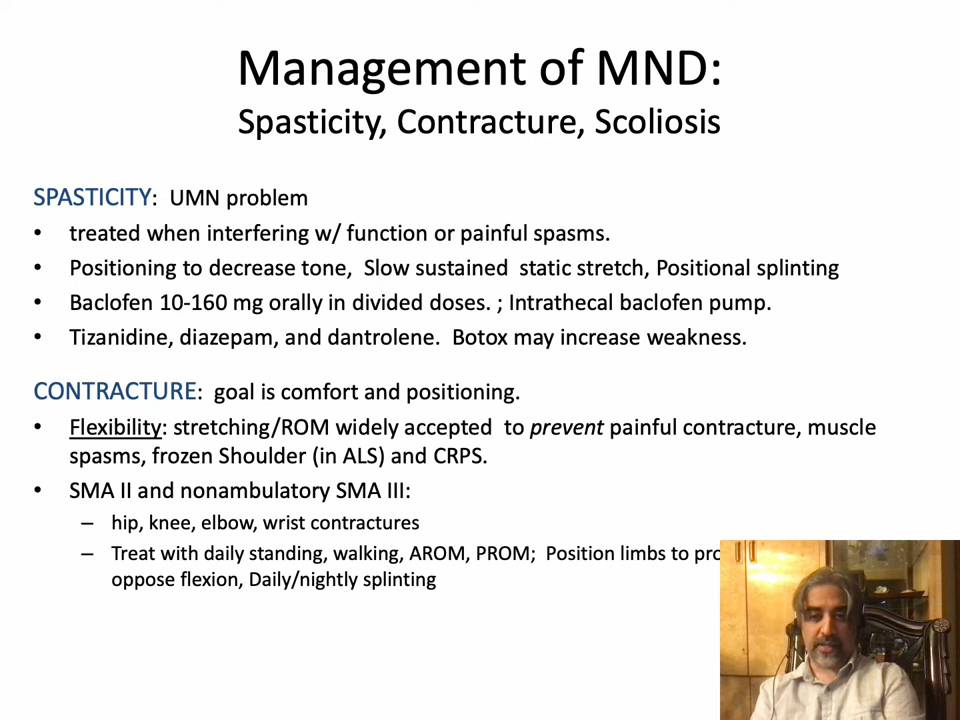 Management of MND:
Spasticity, Contracture, Scoliosis
SPASTICITY: UMN problem
• treated when interfering w/ function or painful spasms.
• Positioning to decrease tone, Slow sustained static stretch, Positional splinting
• Baclofen 10-160 mg orally in divided doses. ; Intrathecal baclofen pump.
• Tizanidine, diazepam, and dantrolene. Botox may increase weakness.
CONTRACTURE: goal is comfort and positioning.
• Flexibility: stretching/ROM widely accepted to prevent painful contracture, muscle
spasms, frozen Shoulder (in ALS) and CRPS.
• SMA II and nonambulatory SMA III:
– hip, knee, elbow, wrist contractures
– Treat with daily standing, walking, AROM, PROM; Position limbs to
oppose flexion, Daily/nightly splinting